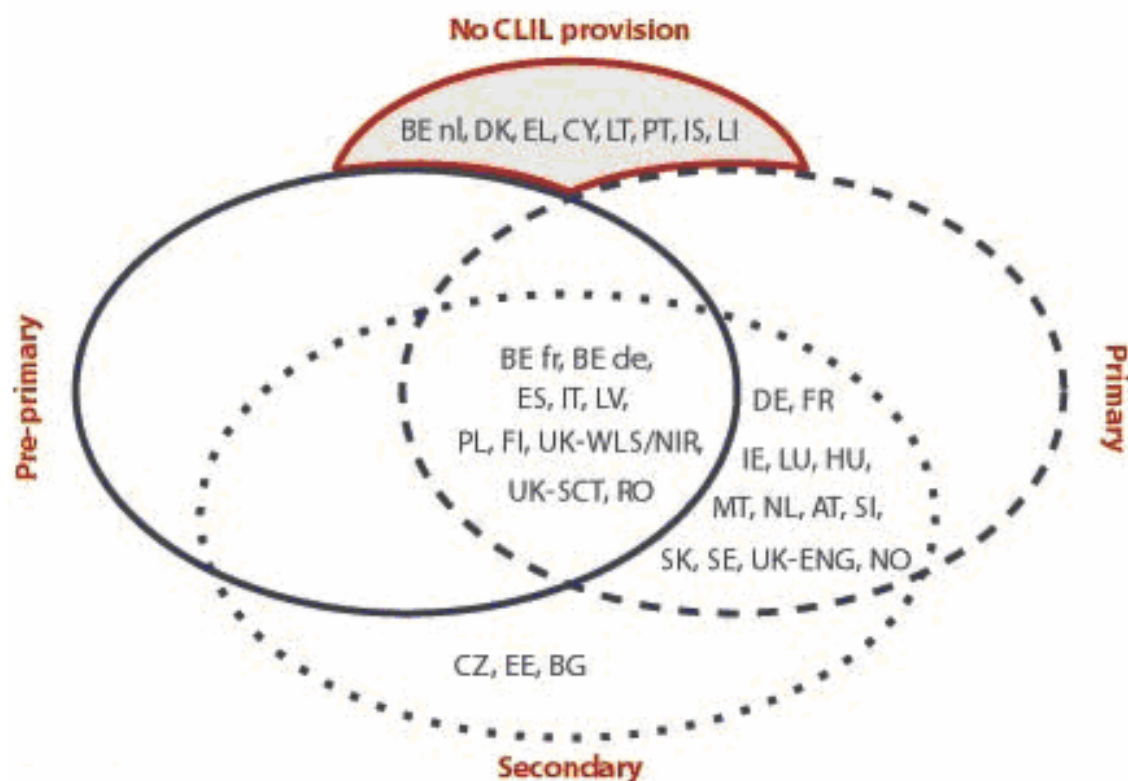 No CLIL provision
BE nl, DK, EL, CY, LT, PT, IS, LI
Pre-primary
Primary
BE fr, BE de,
ES, IT, LV,
PL, FI, UK-WLS/NIR,
UK-SCT, RO
DE, FR
IE, LU, HU,
MT, NL, AT, SI,
SK, SE, UK-ENG, NO
CZ, EE, BG
Secondary